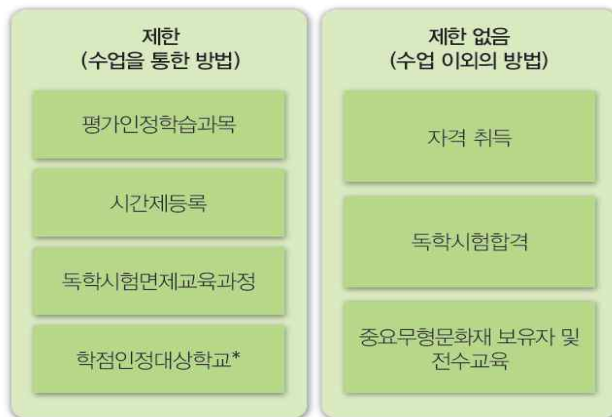 제한
(수업을 통한 방법)
평가인정학습과목
시간제등록
독학시험면제교육과정
학점인정대상학교*
제한 없음
(수업 이외의 방법)
자격 취득
독학시험합격
중요무형문화재 보유자 및
전수교육